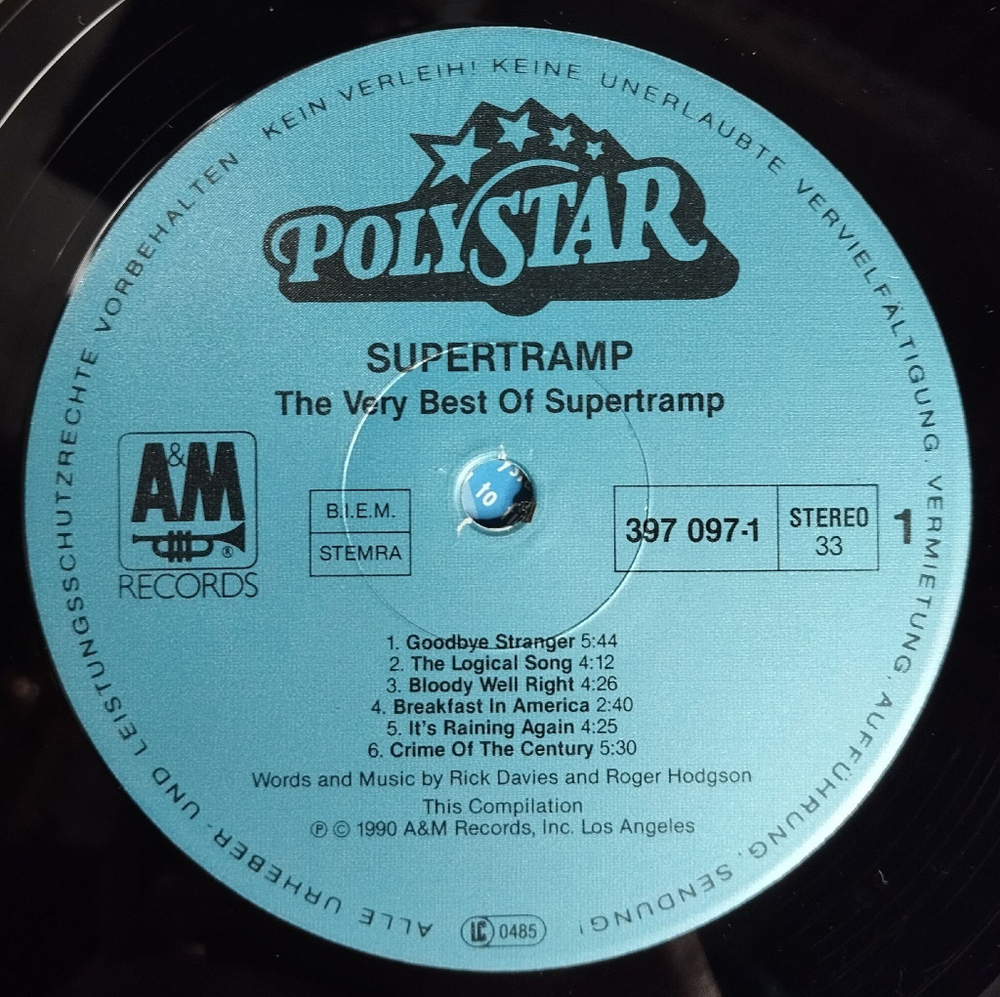 ALLE URHEBER- UND LEISTUNGSSCHUTZRECHTE VORBEHALTEN KEIN VERLEIH! KEINE UNERLAUBTE VERVIELFÄLTIGUNG, VERMIETUNG, AUFFÜHRUNG, SENDUNG!
POLYSTAR
SUPERTRAMP
The Very Best Of Supertramp
A&M
®
RECORDS
B.I.E.M.
STEMRA
to
397 097-1
STEREO
33
1
1. Goodbye Stranger 5:44
2. The Logical Song 4:12
3. Bloody Well Right 4:26
4. Breakfast In America 2:40
5. It's Raining Again 4:25
6. Crime Of The Century 5:30
Words and Music by Rick Davies and Roger Hodgson
This Compilation
℗ © 1990 A&M Records, Inc. Los Angeles
LC 0485